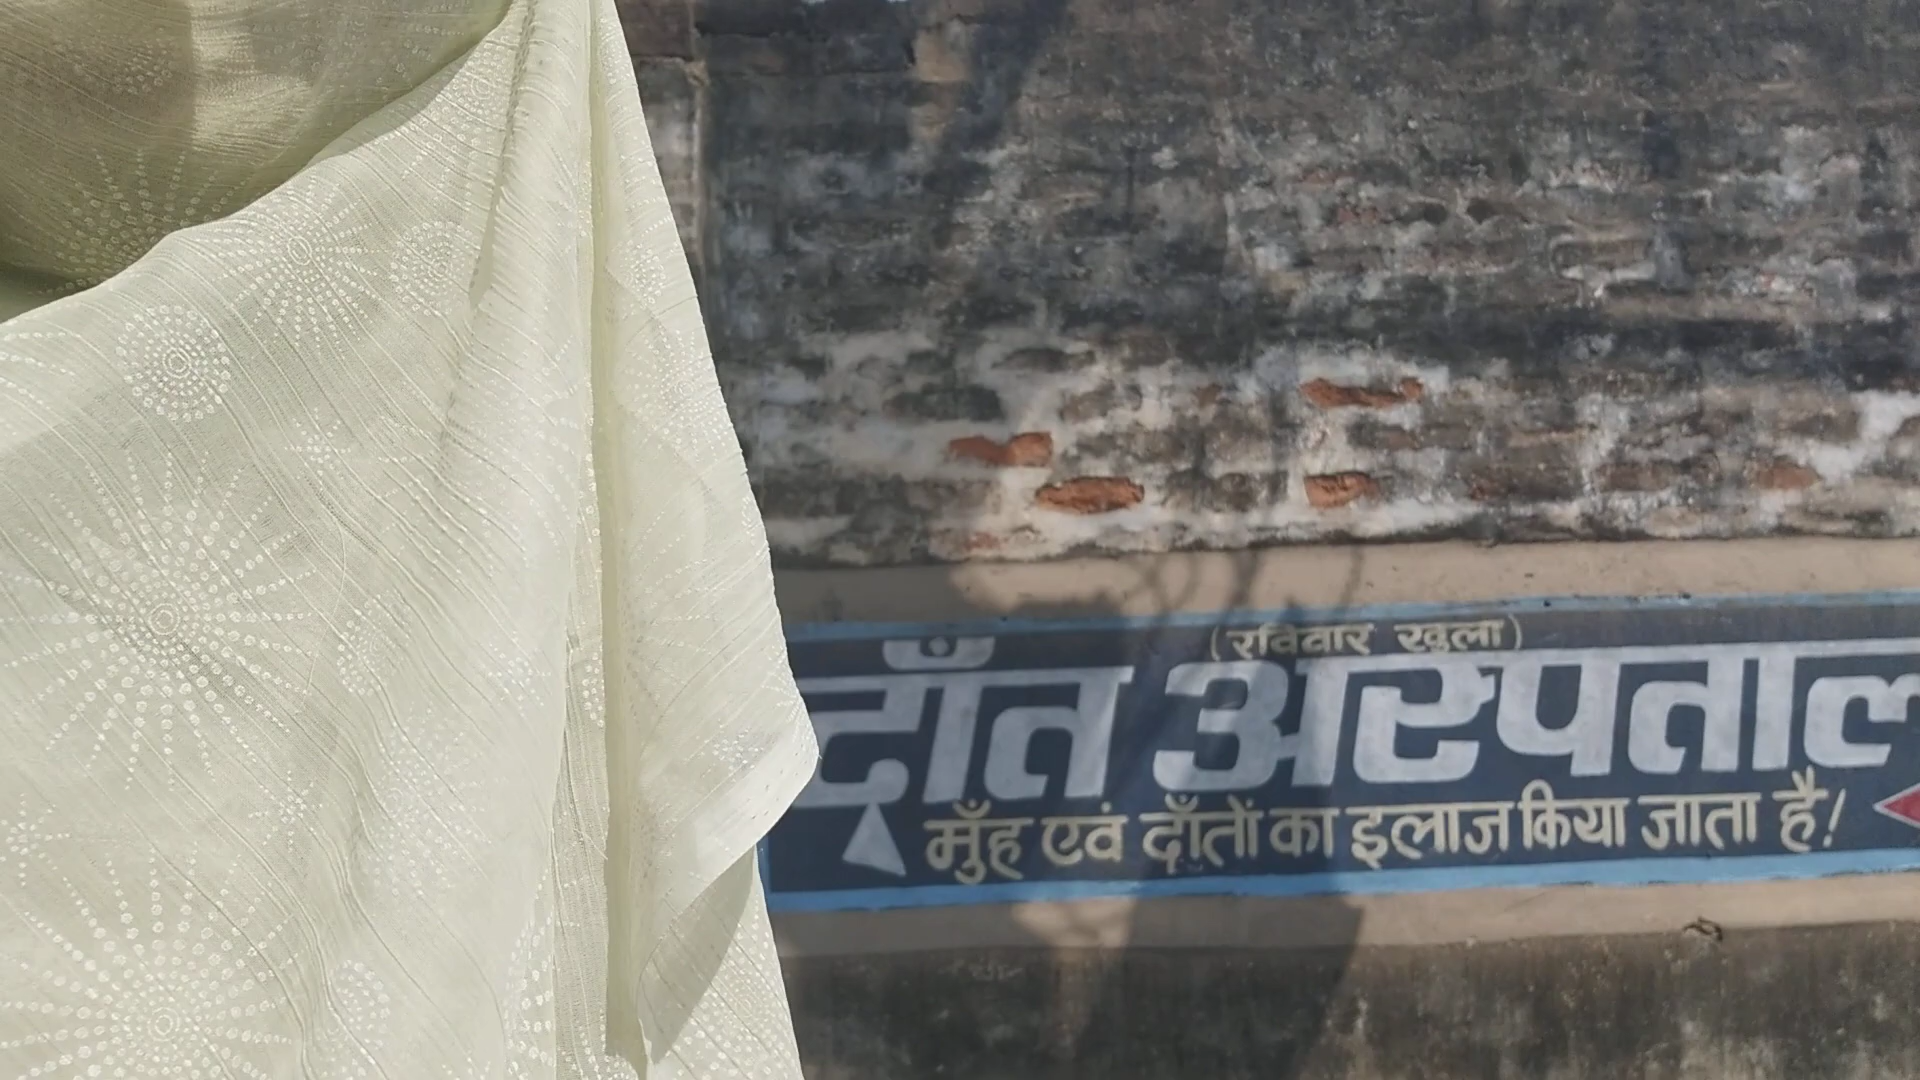 (रविवार खुला)
दाँत अस्पताल
मुँह एवं दाँतों का इलाज किया जाता है!